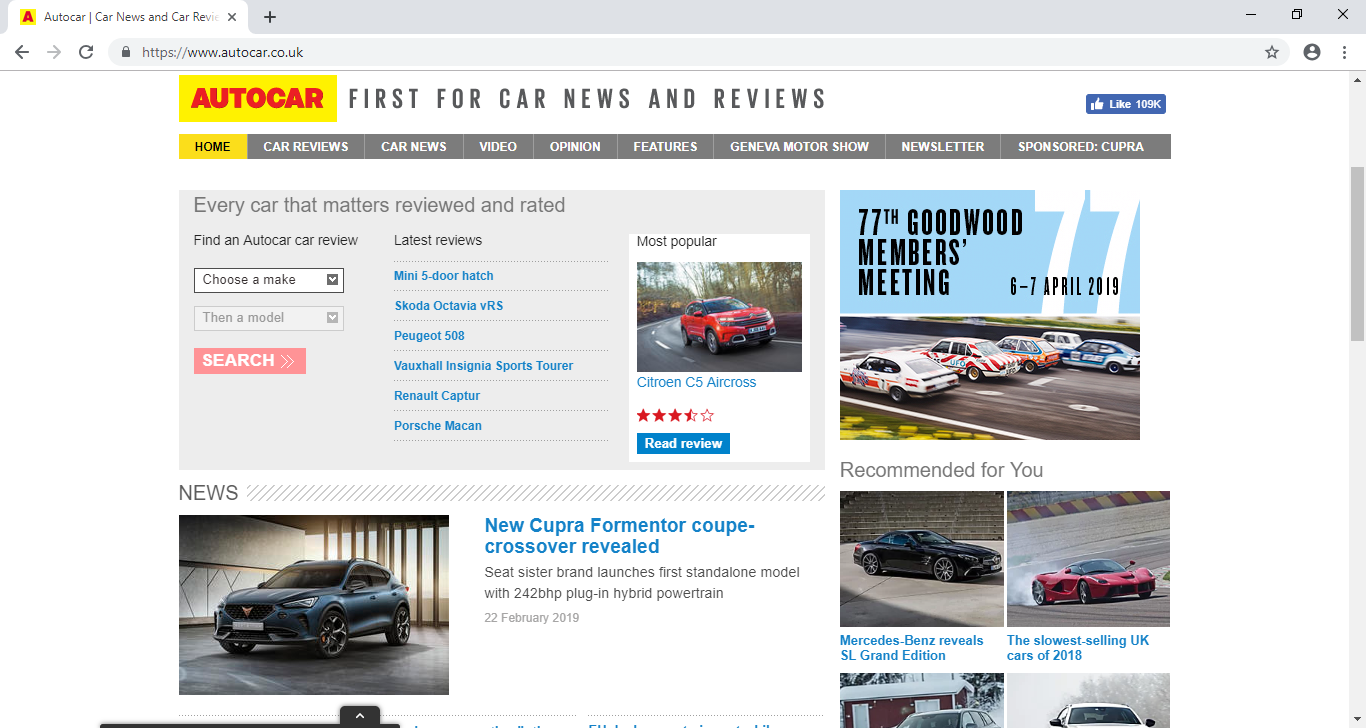 Autocar | Car News and Car Revie
https://www.autocar.co.uk
AUTOCAR
FIRST FOR CAR NEWS AND REVIEWS
Like 109K
HOME
CAR REVIEWS
CAR NEWS
VIDEO
OPINION
FEATURES
GENEVA MOTOR SHOW
NEWSLETTER
SPONSORED: CUPRA
Every car that matters reviewed and rated
Find an Autocar car review
Choose a make
Then a model
SEARCH
Latest reviews
Mini 5-door hatch
Skoda Octavia vRS
Peugeot 508
Vauxhall Insignia Sports Tourer
Renault Captur
Porsche Macan
Most popular
Citroen C5 Aircross
Read review
77
77TH GOODWOOD
MEMBERS'
MEETING
6–7 APRIL 2019
NEWS
New Cupra Formentor coupe-
crossover revealed
Seat sister brand launches first standalone model
with 242bhp plug-in hybrid powertrain
22 February 2019
Recommended for You
Mercedes-Benz reveals
SL Grand Edition
The slowest-selling UK
cars of 2018